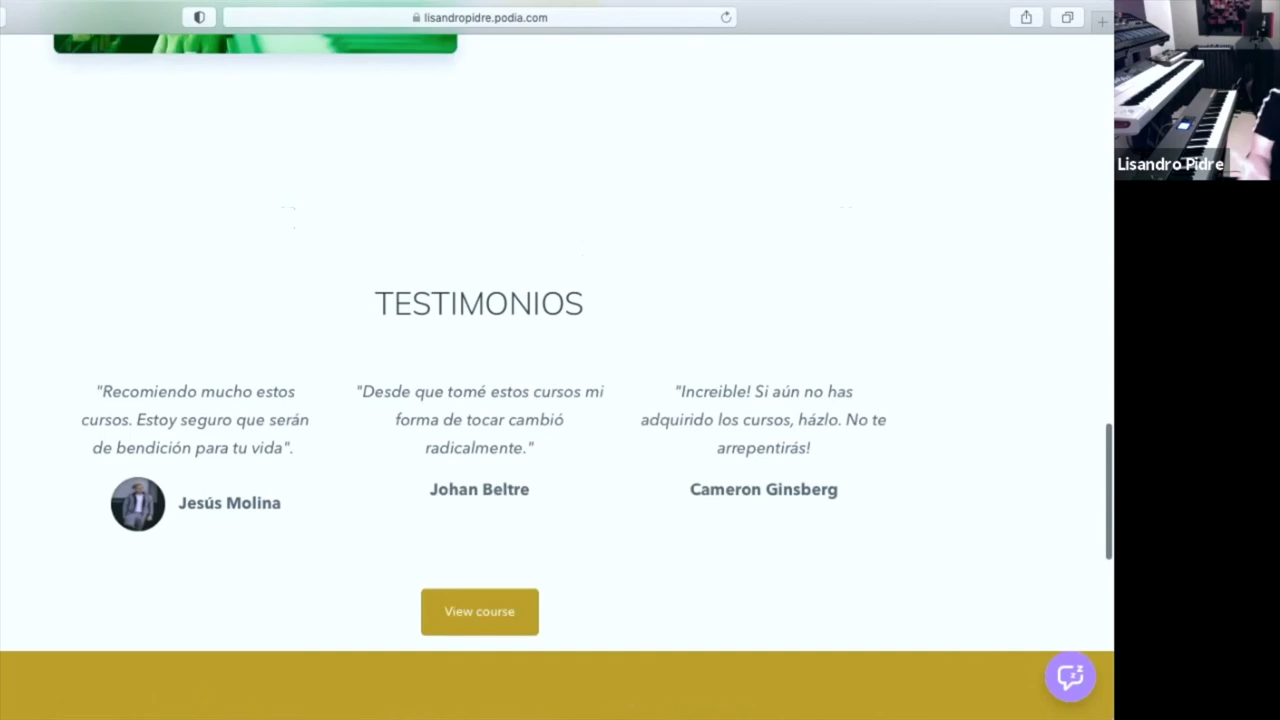 lisandropidre.podia.com
Lisandro Pidre
TESTIMONIOS
"Recomiendo mucho estos
cursos. Estoy seguro que serán
de bendición para tu vida".
Jesús Molina
"Desde que tomé estos cursos mi
forma de tocar cambió
radicalmente."
Johan Beltre
"Increible! Si aún no has
adquirido los cursos, házlo. No te
arrepentirás!
Cameron Ginsberg
View course